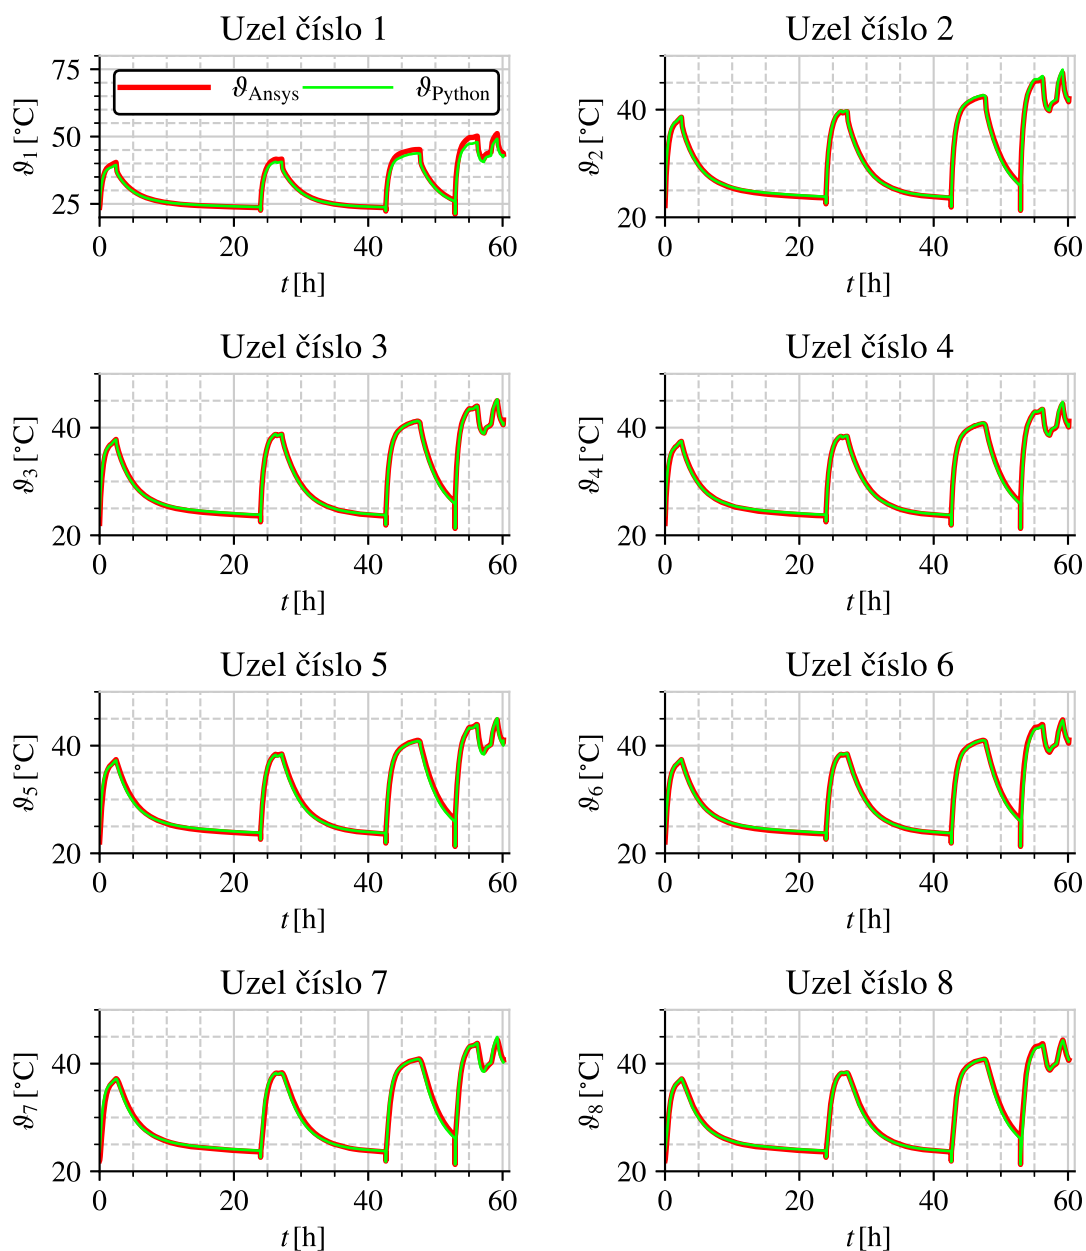 Uzel číslo 1
75
50
25
ϑ₁ [°C]
ϑAnsys ϑPython
0 20 40 60
t [h]
Uzel číslo 2
40
20
ϑ₂ [°C]
0 20 40 60
t [h]
Uzel číslo 3
40
20
ϑ₃ [°C]
0 20 40 60
t [h]
Uzel číslo 4
40
20
ϑ₄ [°C]
0 20 40 60
t [h]
Uzel číslo 5
40
20
ϑ₅ [°C]
0 20 40 60
t [h]
Uzel číslo 6
40
20
ϑ₆ [°C]
0 20 40 60
t [h]
Uzel číslo 7
40
20
ϑ₇ [°C]
0 20 40 60
t [h]
Uzel číslo 8
40
20
ϑ₈ [°C]
0 20 40 60
t [h]